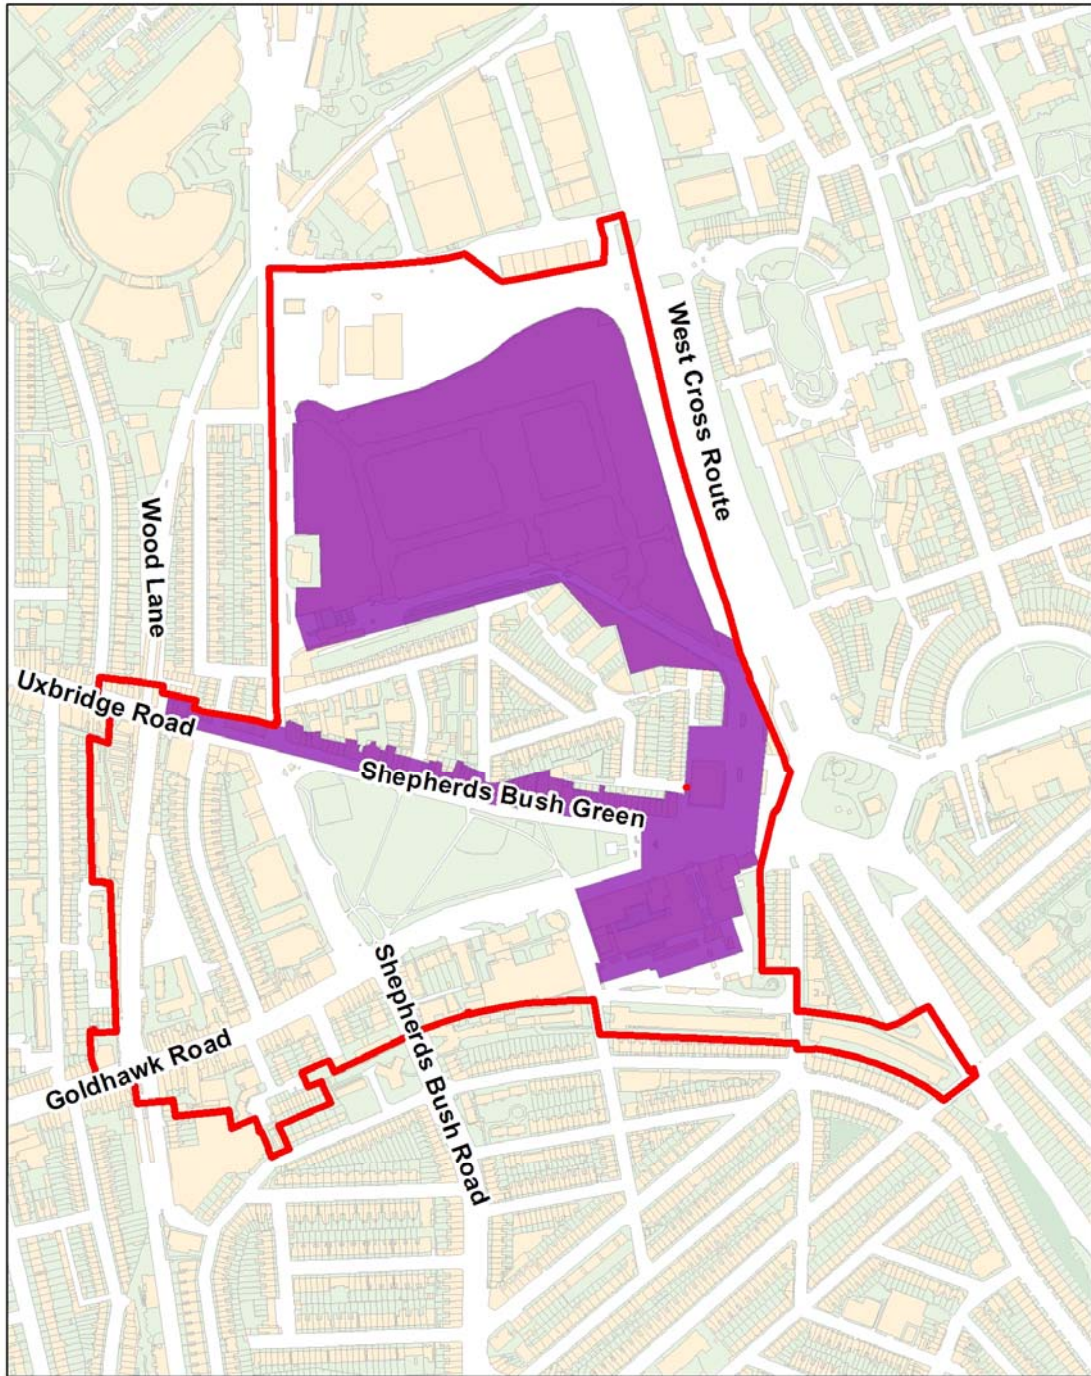 West Cross Route
Wood Lane
Uxbridge Road
Shepherds Bush Green
Goldhawk Road
Shepherds Bush Road